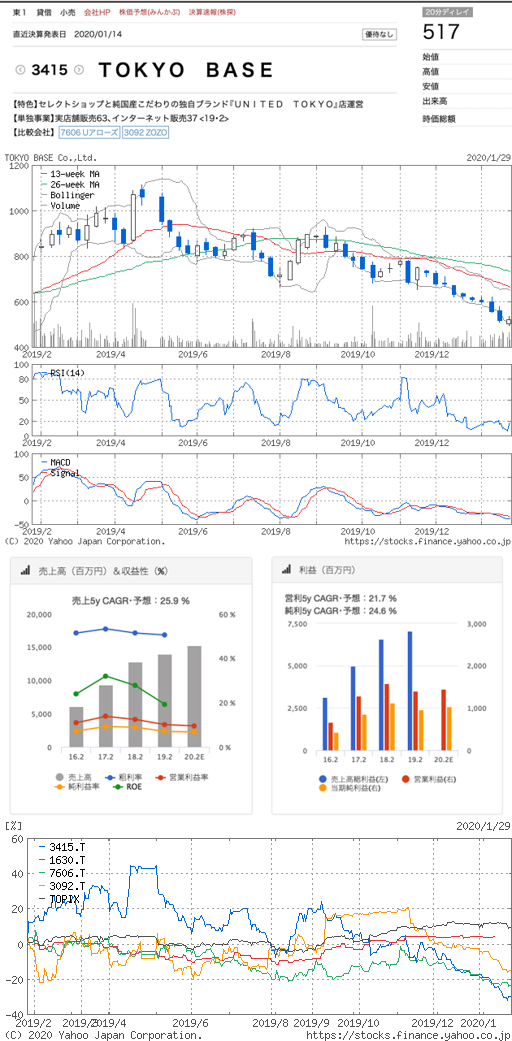 東1 貸借 小売 会社HP 株価予想(みんかぶ) 決算速報(株探)
20分ディレイ
直近決算発表日 2020/01/14
優待なし
517
3415 TOKYO BASE
始値
高値
安値
出来高
時価総額
【特色】セレクトショップと純国産こだわりの独自ブランド『UNITED TOKYO』店運営
【単独事業】実店舗販売63、インターネット販売37<19・2>
【比較会社】 7606 Uアローズ 3092 ZOZO
TOKYO BASE Co.,Ltd. 2020/1/29
1200
13-week MA
26-week MA
Bollinger
Volume
1000
800
600
400
2019/2 2019/4 2019/6 2019/8 2019/10 2019/12
100
RSI(14)
80
60
40
20
0
2019/2 2019/4 2019/6 2019/8 2019/10 2019/12
100
MACD
Signal
50
0
-50
2019/2 2019/4 2019/6 2019/8 2019/10 2019/12
(C) 2020 Yahoo Japan Corporation. https://stocks.finance.yahoo.co.jp
売上高（百万円）＆収益性（%）
売上5y CAGR・予想：25.9 %
20,000 60 %
15,000 40 %
10,000
5,000 20 %
0 0 %
16.2 17.2 18.2 19.2 20.2E
売上高 粗利率 営業利益率
純利益率 ROE
利益（百万円）
営利5y CAGR・予想：21.7 %
純利5y CAGR・予想：24.6 %
7,500 3,000
5,000 2,000
2,500 1,000
0 0
16.2 17.2 18.2 19.2 20.2E
売上高総利益(左) 営業利益(右)
当期純利益(右)
[%] 2020/1/29
60
3415.T
1630.T
7606.T
3092.T
TOPIX
40
20
0
-20
-40
2019/2 2019/3 2019/4 2019/6 2019/8 2019/9 2019/10 2019/12 2020/1
(C) 2020 Yahoo Japan Corporation. https://stocks.finance.yahoo.co.jp